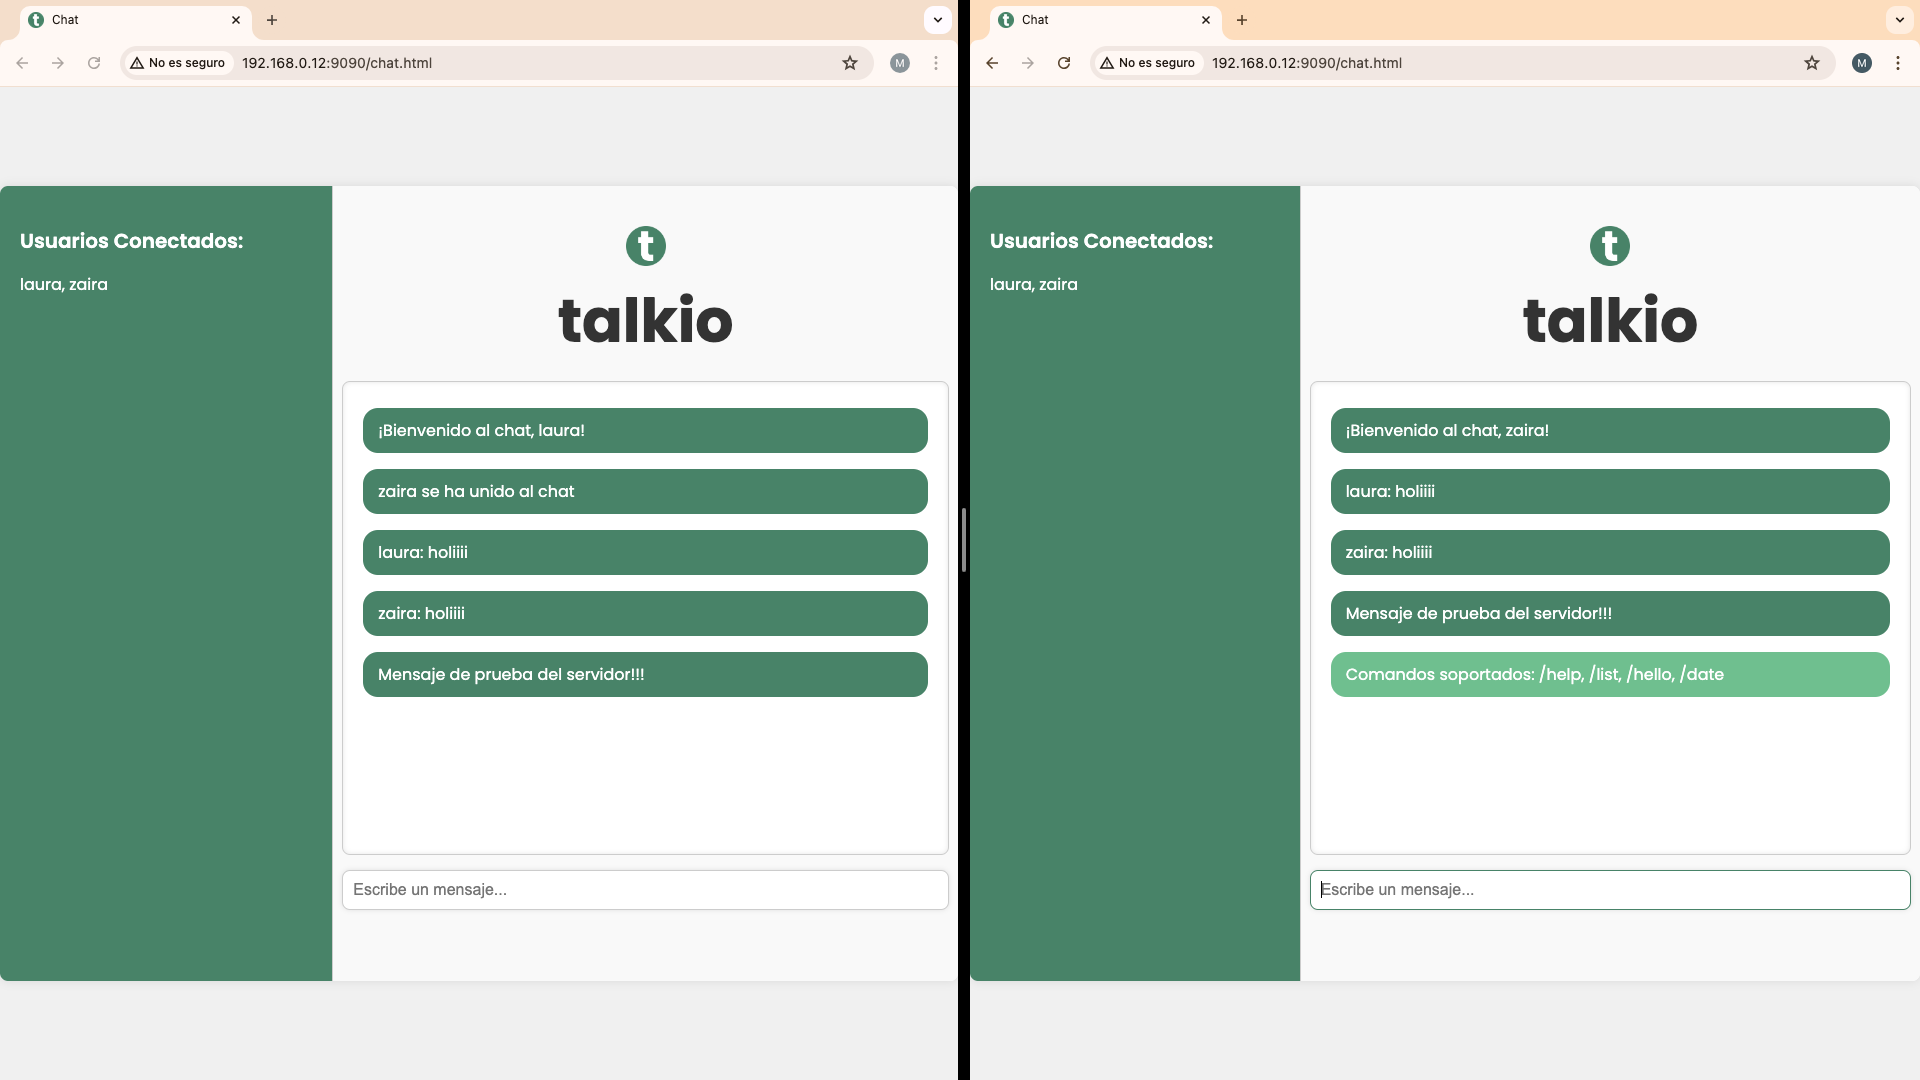 Chat
No es seguro
192.168.0.12:9090/chat.html
M
Usuarios Conectados:
laura, zaira
t
talkio
¡Bienvenido al chat, laura!
zaira se ha unido al chat
laura: holiiii
zaira: holiiii
Mensaje de prueba del servidor!!!
Escribe un mensaje...
Chat
No es seguro
192.168.0.12:9090/chat.html
M
Usuarios Conectados:
laura, zaira
t
talkio
¡Bienvenido al chat, zaira!
laura: holiiii
zaira: holiiii
Mensaje de prueba del servidor!!!
Comandos soportados: /help, /list, /hello, /date
Escribe un mensaje...